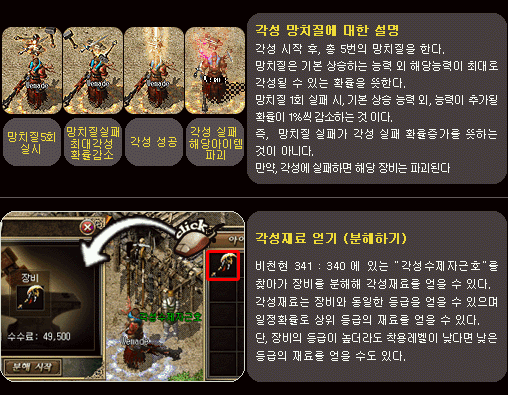 각성 망치질에 대한 설명
각성 시작 후, 총 5번의 망치질을 한다.
망치질은 기본 상승하는 능력 외 해당능력이 최대로
각성될 수 있는 확률을 뜻한다.
망치질 1회 실패 시, 기본 상승 능력 외, 능력이 추가될
확률이 1%씩 감소하는 것 이다.
즉, 망치질 실패가 각성 실패 확률증가을 뜻하는
것이 아니다.
만약, 각성에 실패하면 해당 장비는 파괴된다
망치질5회
실시
망치질실패
최대각성
확률감소
각성 성공
각성 실패
해당아이템
파괴
click
장비
수수료: 49,500
분해 시작
각성수제자근호
Venade
각성재료 얻기 (분해하기)
비천현 341 : 340 에 있는 "각성수제자근호"를
찾아가 장비를 분해해 각성재료을 얻을 수 있다.
각성재료는 장비와 동일한 등급을 얻을 수 있으며
일정확률로 상위 등급의 재료를 얻을 수 있다.
단, 장비의 등급이 높더라도 착용레벨이 낮다면 낮은
등급의 재료를 얻을 수도 있다.